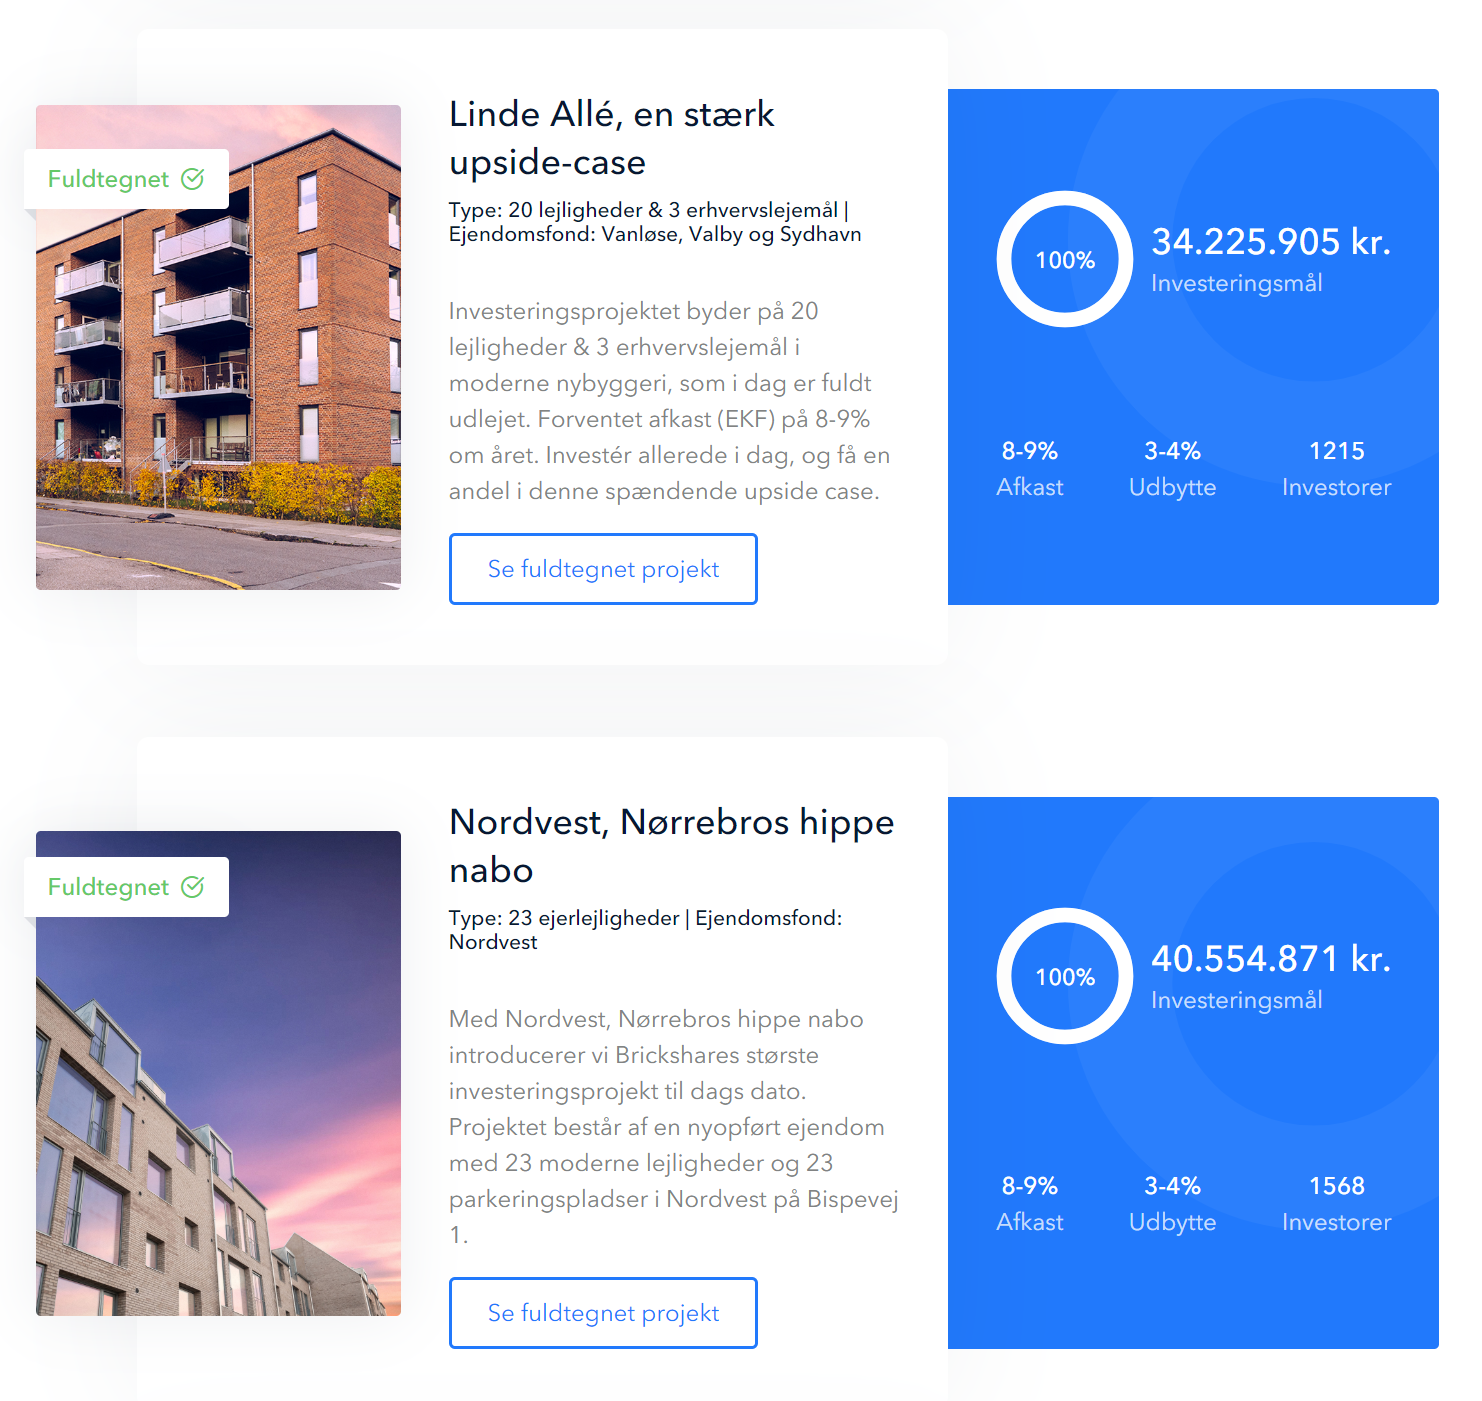 Fuldtegnet
Linde Allé, en stærk
upside-case
Type: 20 lejligheder & 3 erhvervslejemål |
Ejendomsfond: Vanløse, Valby og Sydhavn
Investeringsprojektet byder på 20
lejligheder & 3 erhvervslejemål i
moderne nybyggeri, som i dag er fuldt
udlejet. Forventet afkast (EKF) på 8-9%
om året. Investér allerede i dag, og få en
andel i denne spændende upside case.
Se fuldtegnet projekt
100%
34.225.905 kr.
Investeringsmål
8-9%
Afkast
3-4%
Udbytte
1215
Investorer
Fuldtegnet
Nordvest, Nørrebros hippe
nabo
Type: 23 ejerlejligheder | Ejendomsfond:
Nordvest
Med Nordvest, Nørrebros hippe nabo
introducerer vi Brickshares største
investeringsprojekt til dags dato.
Projektet består af en nyopført ejendom
med 23 moderne lejligheder og 23
parkeringspladser i Nordvest på Bispevej
1.
Se fuldtegnet projekt
100%
40.554.871 kr.
Investeringsmål
8-9%
Afkast
3-4%
Udbytte
1568
Investorer